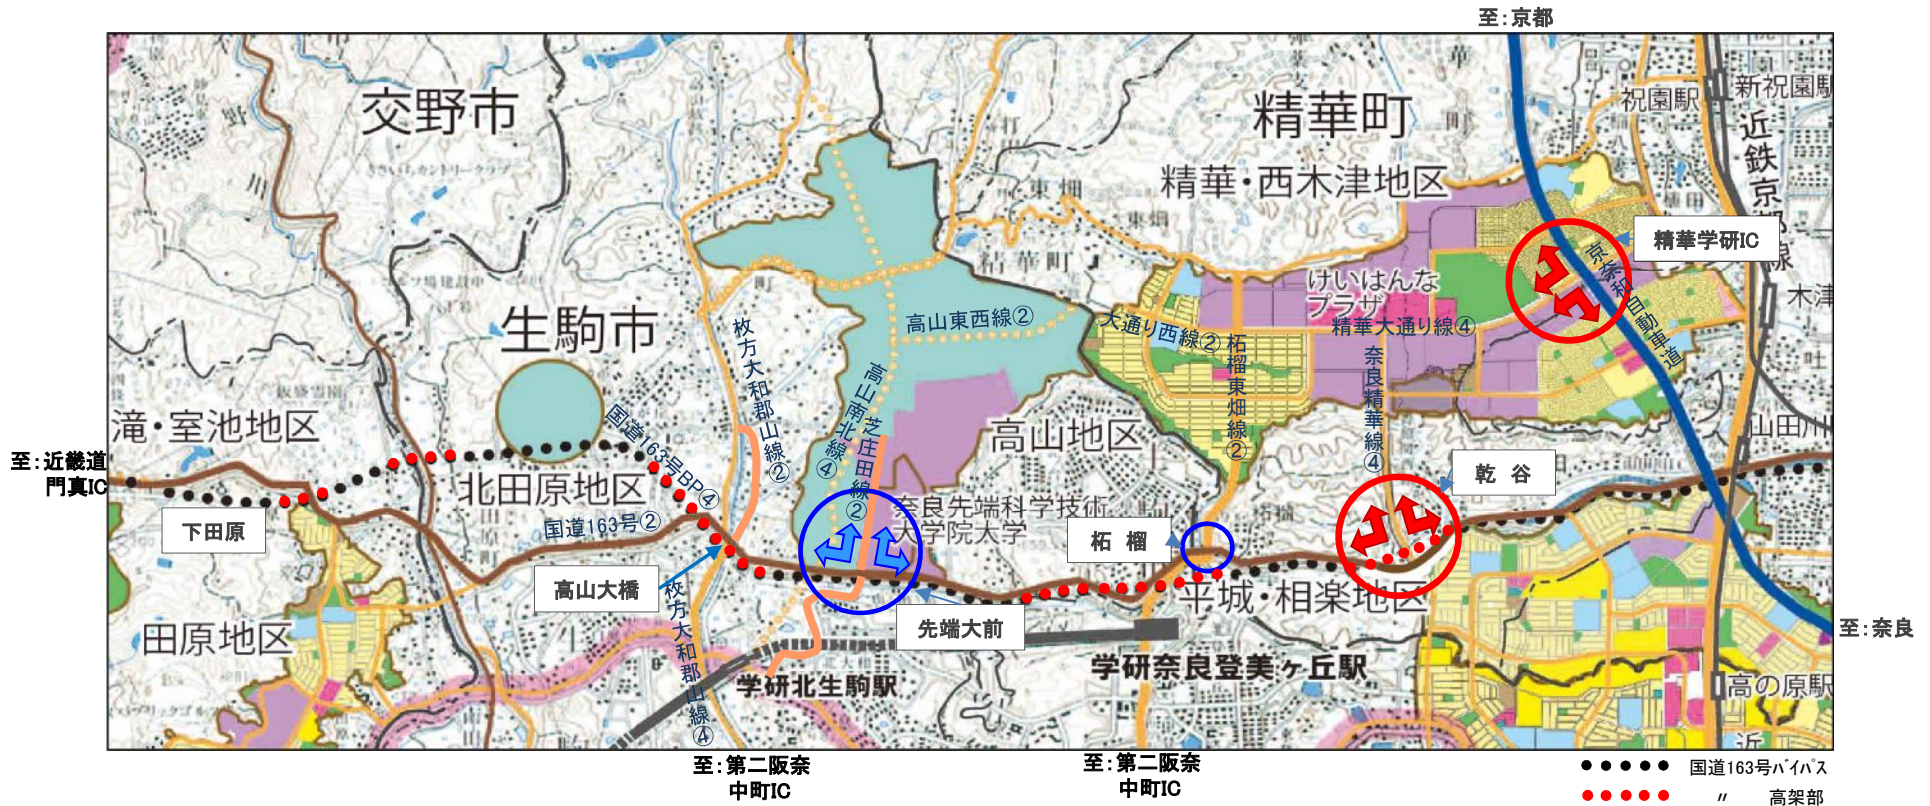 至：京都
交野市
精華町
精華・西木津地区
祝園駅
新祝園駅
近鉄京都線
精華学研IC
京奈和自動車道
木津
けいはんな
プラザ
精華大通り線④
大通り西線②
柘榴東畑線②
奈良精華線④
東畑
東畑
精華町
高山東西線②
生駒市
枚方大和郡山線②
高山南北線④
芝庄田線②
高山地区
滝・室池地区
国道163号BP④
北田原地区
国道163号②
至：近畿道
門真IC
下田原
高山大橋
奈良先端科学技術
大学院大学
先端大前
柘榴
乾谷
山田川
平城・相楽地区
田原地区
枚方大和郡山線④
学研北生駒駅
学研奈良登美ヶ丘駅
高の原駅
至：奈良
至：第二阪奈
中町IC
至：第二阪奈
中町IC
国道163号バイパス
〃 高架部